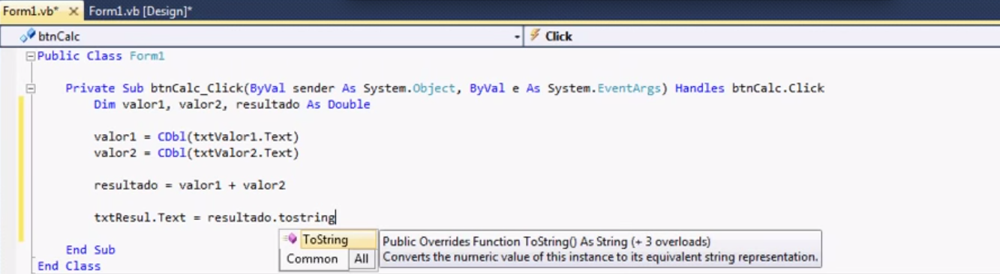 Form1.vb* × Form1.vb [Design]*
btnCalc Click
Public Class Form1
Private Sub btnCalc_Click(ByVal sender As System.Object, ByVal e As System.EventArgs) Handles btnCalc.Click
Dim valor1, valor2, resultado As Double
valor1 = CDbl(txtValor1.Text)
valor2 = CDbl(txtValor2.Text)
resultado = valor1 + valor2
txtResul.Text = resultado.tostring
ToString
Common All
Public Overrides Function ToString() As String (+ 3 overloads)
Converts the numeric value of this instance to its equivalent string representation.
End Sub
End Class